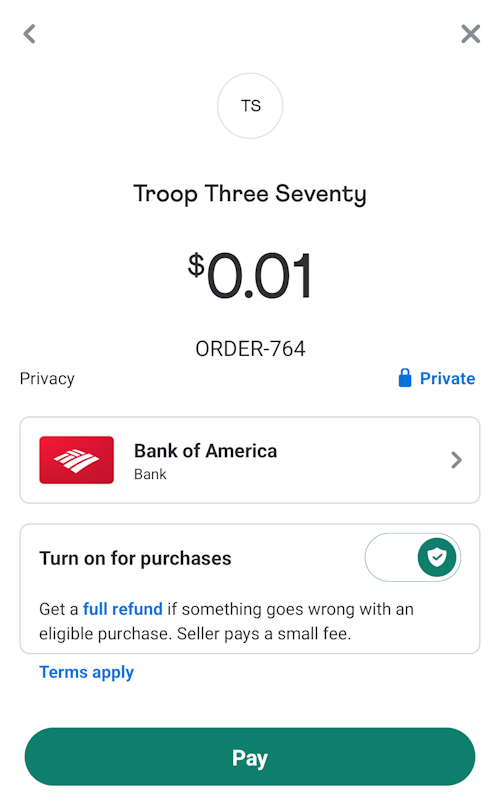 TS
Troop Three Seventy
$0.01
ORDER-764
Privacy Private
Bank of America
Bank
Turn on for purchases
Get a full refund if something goes wrong with an
eligible purchase. Seller pays a small fee.
Terms apply
Pay